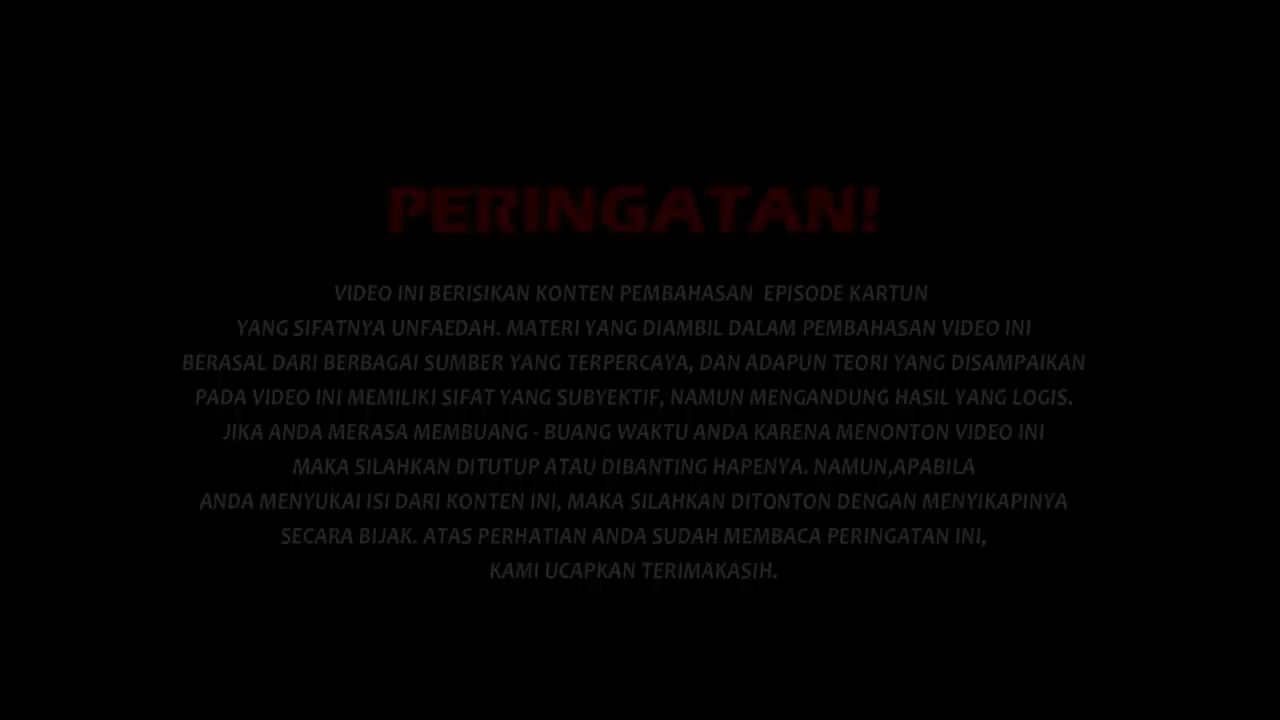 PERINGATAN!
VIDEO INI BERISIKAN KONTEN PEMBAHASAN EPISODE KARTUN
YANG SIFATNYA UNFAEDAH. MATERI YANG DIAMBIL DALAM PEMBAHASAN VIDEO INI
BERASAL DARI BERBAGAI SUMBER YANG TERPERCAYA, DAN ADAPUN TEORI YANG DISAMPAIKAN
PADA VIDEO INI MEMILIKI SIFAT YANG SUBYEKTIF, NAMUN MENGANDUNG HASIL YANG LOGIS.
JIKA ANDA MERASA MEMBUANG - BUANG WAKTU ANDA KARENA MENONTON VIDEO INI
MAKA SILAHKAN DITUTUP ATAU DIBANTING HAPENYA. NAMUN,APABILA
ANDA MENYUKAI ISI DARI KONTEN INI, MAKA SILAHKAN DITONTON DENGAN MENYIKAPINYA
SECARA BIJAK. ATAS PERHATIAN ANDA SUDAH MEMBACA PERINGATAN INI,
KAMI UCAPKAN TERIMAKASIH.